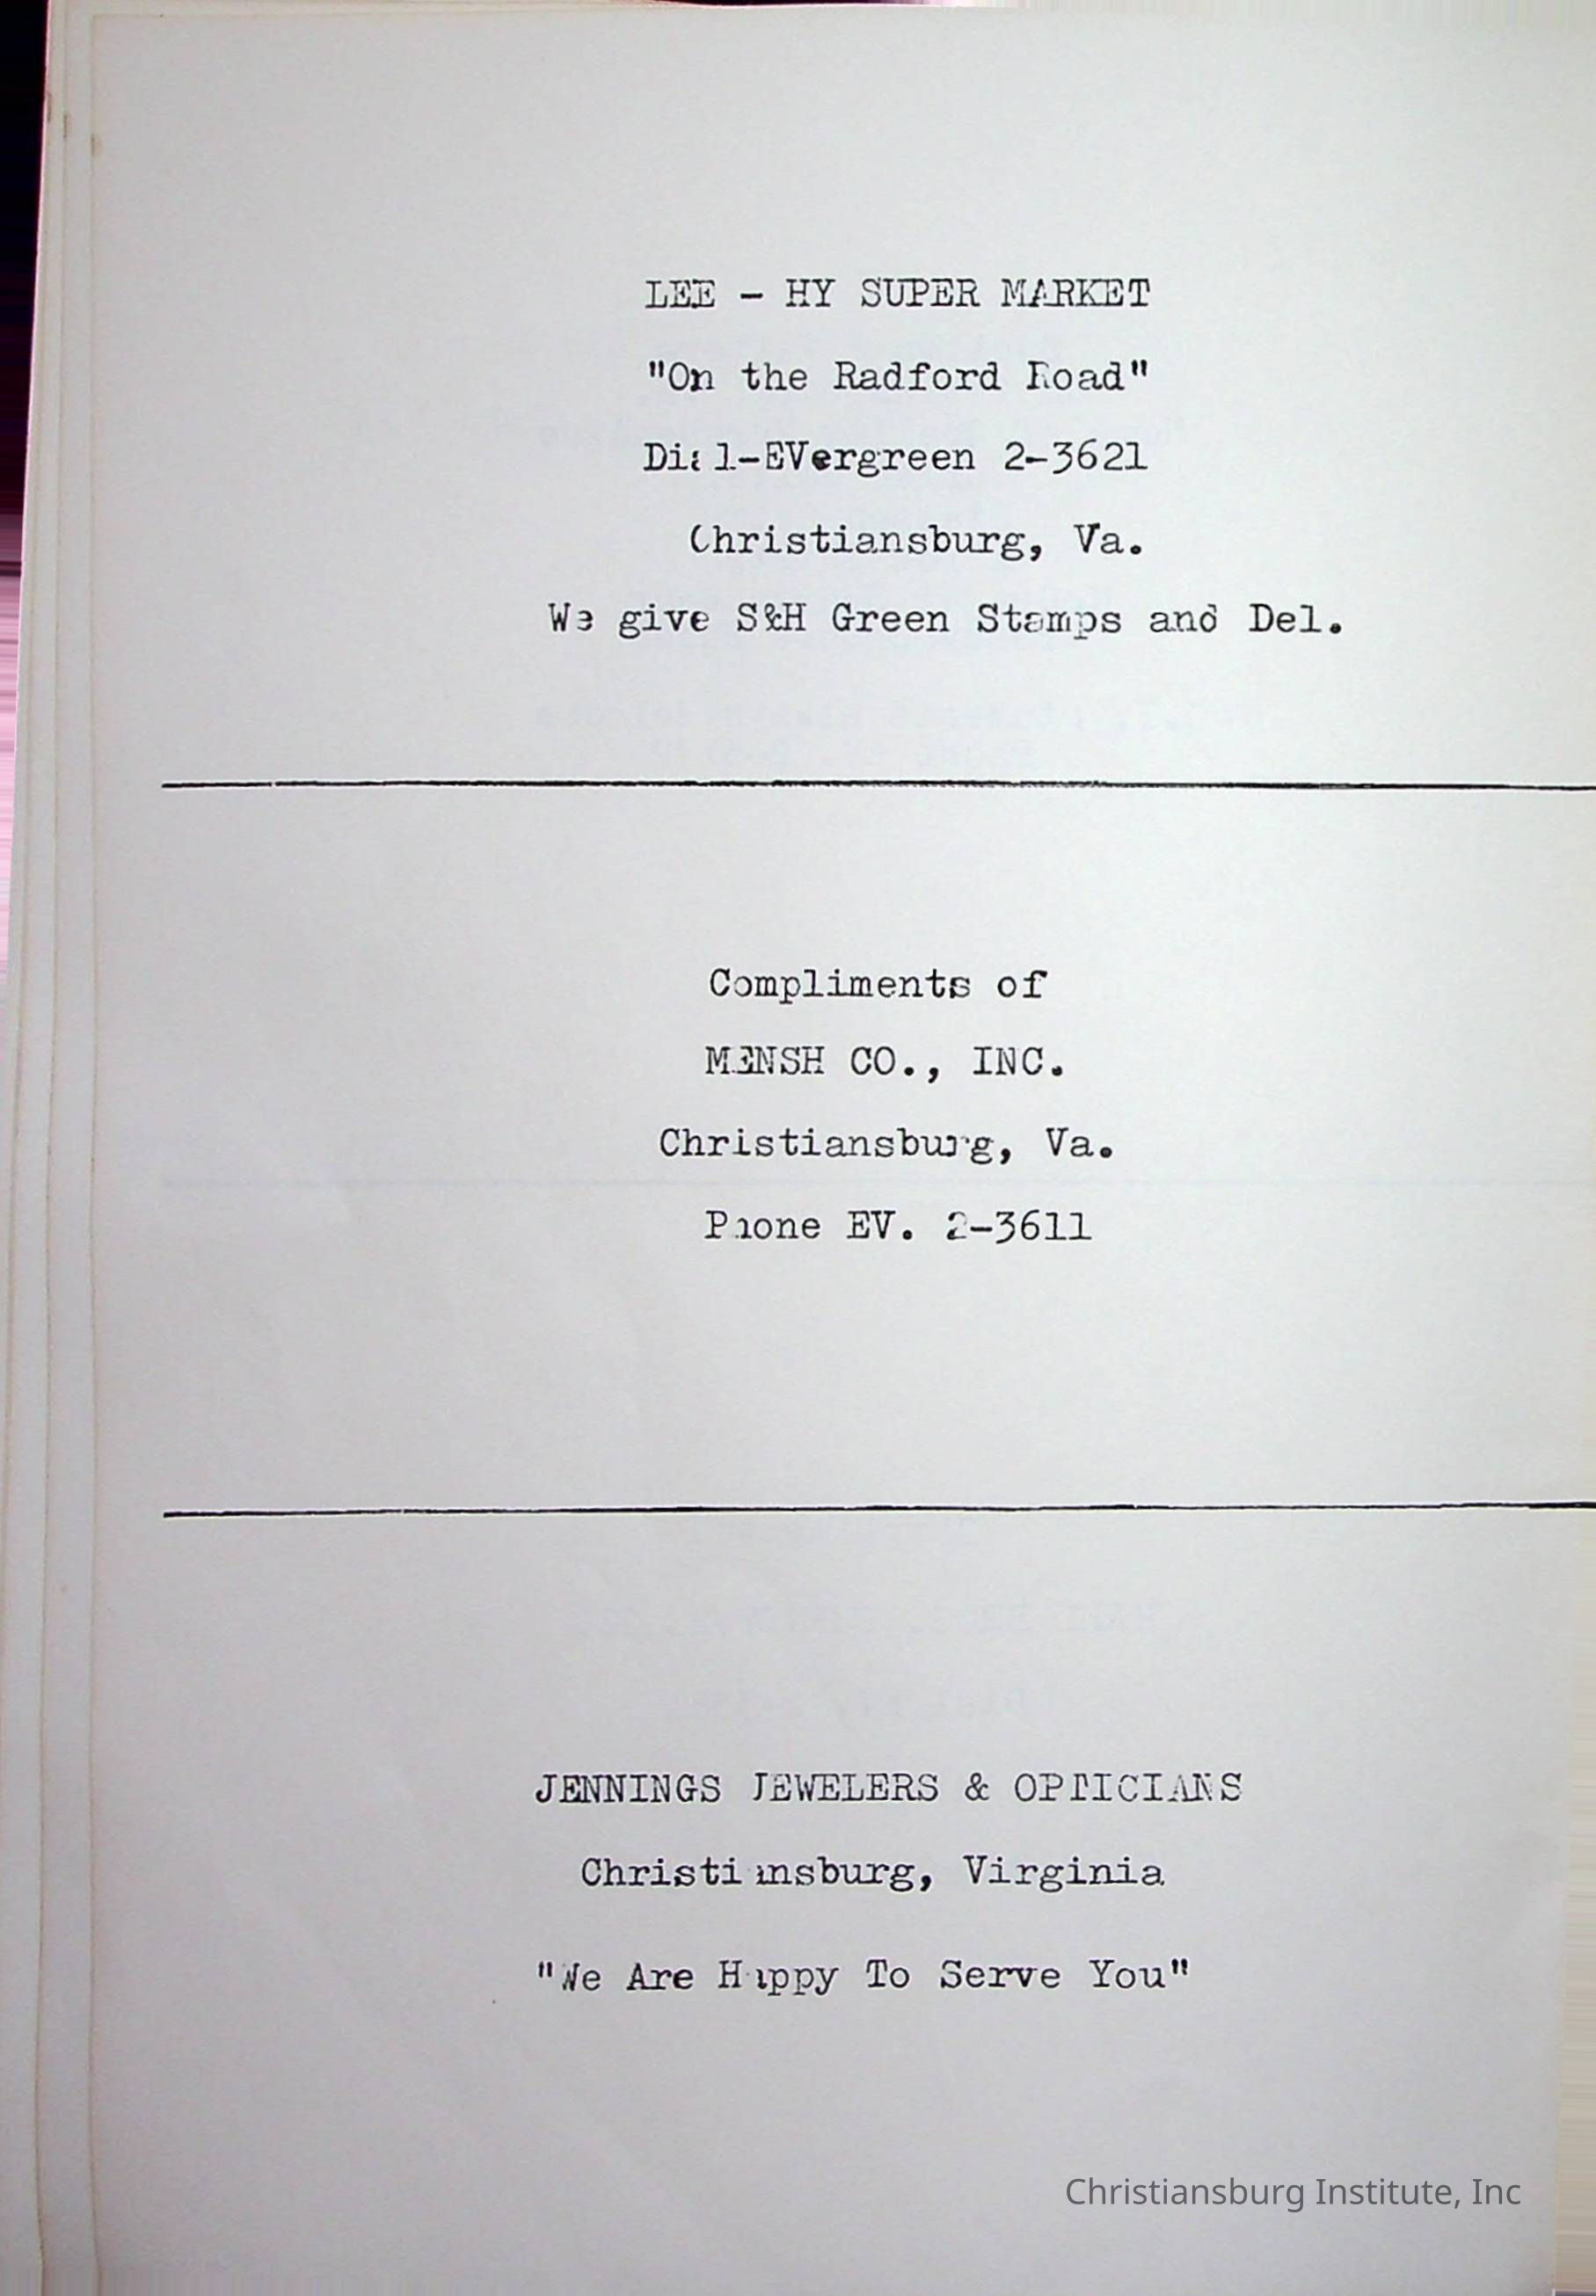 LEE - HY SUPER MARKET
"On the Radford Road"
Dial-EVergreen 2-3621
Christiansburg, Va.
We give S&H Green Stamps and Del.
Compliments of
MENSH CO., INC.
Christiansburg, Va.
Phone EV. 2-3611
JENNINGS JEWELERS & OPTICIANS
Christiansburg, Virginia
"We Are Happy To Serve You"
Christiansburg Institute, Inc